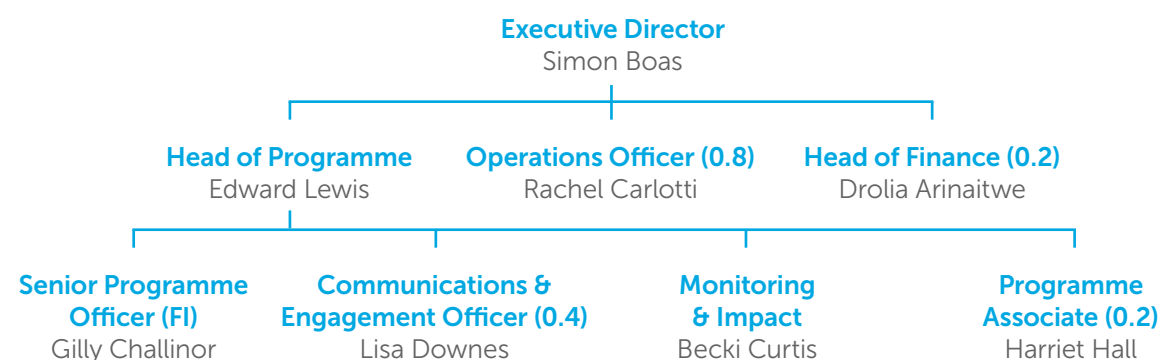 Executive Director
Simon Boas
Head of Programme
Edward Lewis
Operations Officer (0.8)
Rachel Carlotti
Head of Finance (0.2)
Drolia Arinaitwe
Senior Programme
Officer (FI)
Gilly Challinor
Communications &
Engagement Officer (0.4)
Lisa Downes
Monitoring
& Impact
Becki Curtis
Programme
Associate (0.2)
Harriet Hall